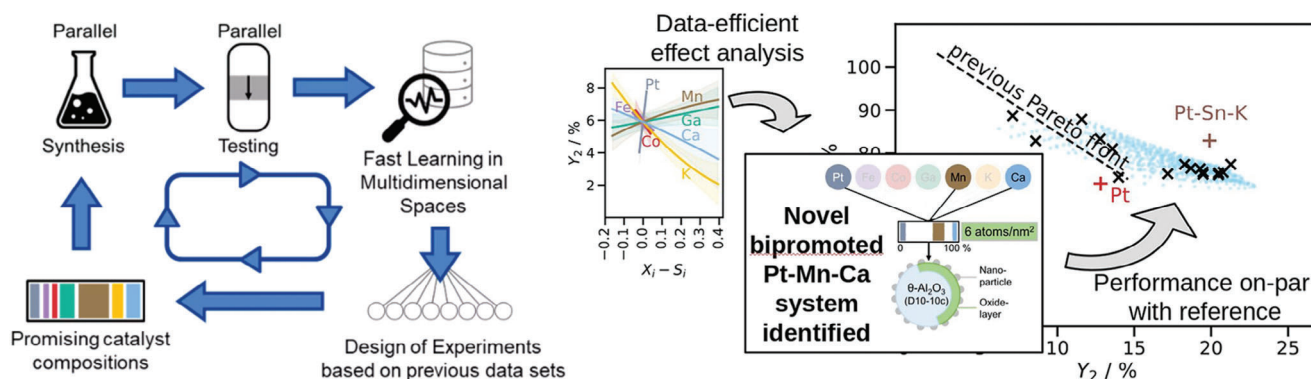 Parallel
Synthesis
Parallel
Testing
Fast Learning in
Multidimensional
Spaces
Design of Experiments
based on previous data sets
Promising catalyst
compositions
Data-efficient
effect analysis
8
6
4
2
Y₂ / %
Pt
Fe
Co
Mn
Ga
Ca
K
−0.2
−0.1
0.0
0.1
0.2
0.3
0.4
Xᵢ − Sᵢ
100
90
80
%
previous Pareto front
Pt-Sn-K
Pt
Pt Fe Co Ga Mn K Ca
Novel
bipromoted
Pt-Mn-Ca
system
identified
6 atoms/nm²
0 100 %
θ-Al₂O₃
(D10-10c)
Nano-
particle
Oxide-
layer
Performance on-par
with reference
10 15 20 25
Y₂ / %